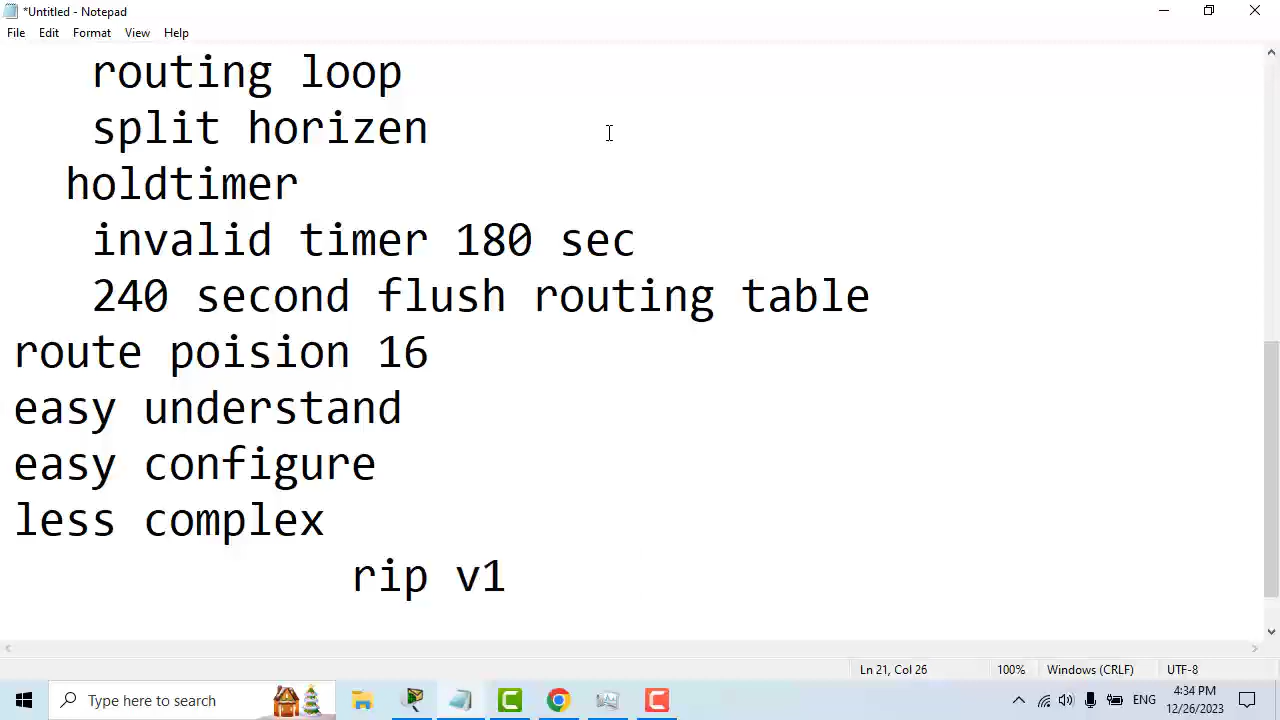 *Untitled - Notepad
File Edit Format View Help
routing loop
split horizen
holdtimer
invalid timer 180 sec
240 second flush routing table
route poision 16
easy understand
easy configure
less complex
rip v1
Ln 21, Col 26 100% Windows (CRLF) UTF-8
Type here to search ENG 4:34 PM
12/26/2023